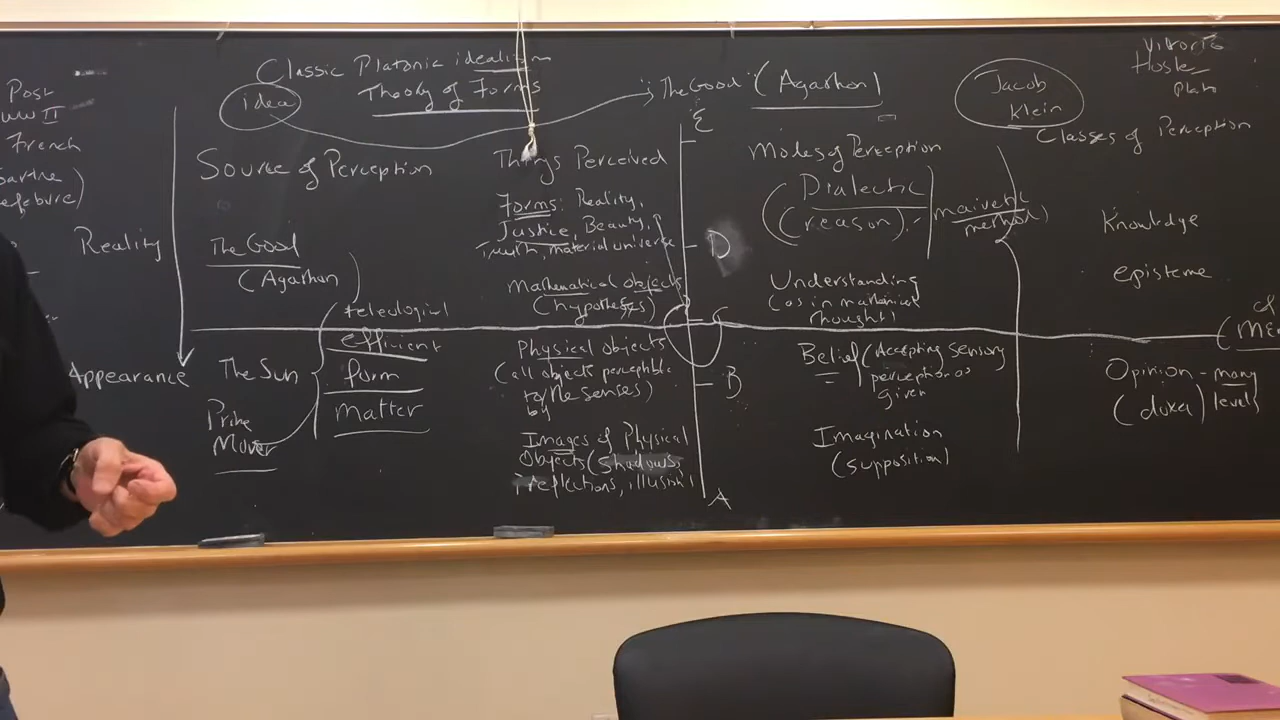 Post
WW II
French
Sartre
Lefebvre)
Classic Platonic idealism
Theory of Forms
idea
"The Good" (Agathon)
Jacob
Klein
Plato
Classes of Perception
Source of Perception
Things Perceived
Modes of Perception
E
Forms: Reality,
Justice, Beauty,
Truth, material universe
Dialectic
(reason)
maieutic
method)
Knowledge
Reality
The Good
(Agathon)
D
episteme
Mathematical objects
(hypotheses)
Understanding
(as in mathematical
thought)
teleological
efficient
form
matter
C
Appearance
The Sun
Prime
Mover
Physical objects
(all objects perceptible
to the senses)
by
B
Belief (Accepting sensory
perception as
given
Opinion - many
(doxa) levels
Images of Physical
Objects (shadows,
reflections, illusion)
Imagination
(supposition)
A